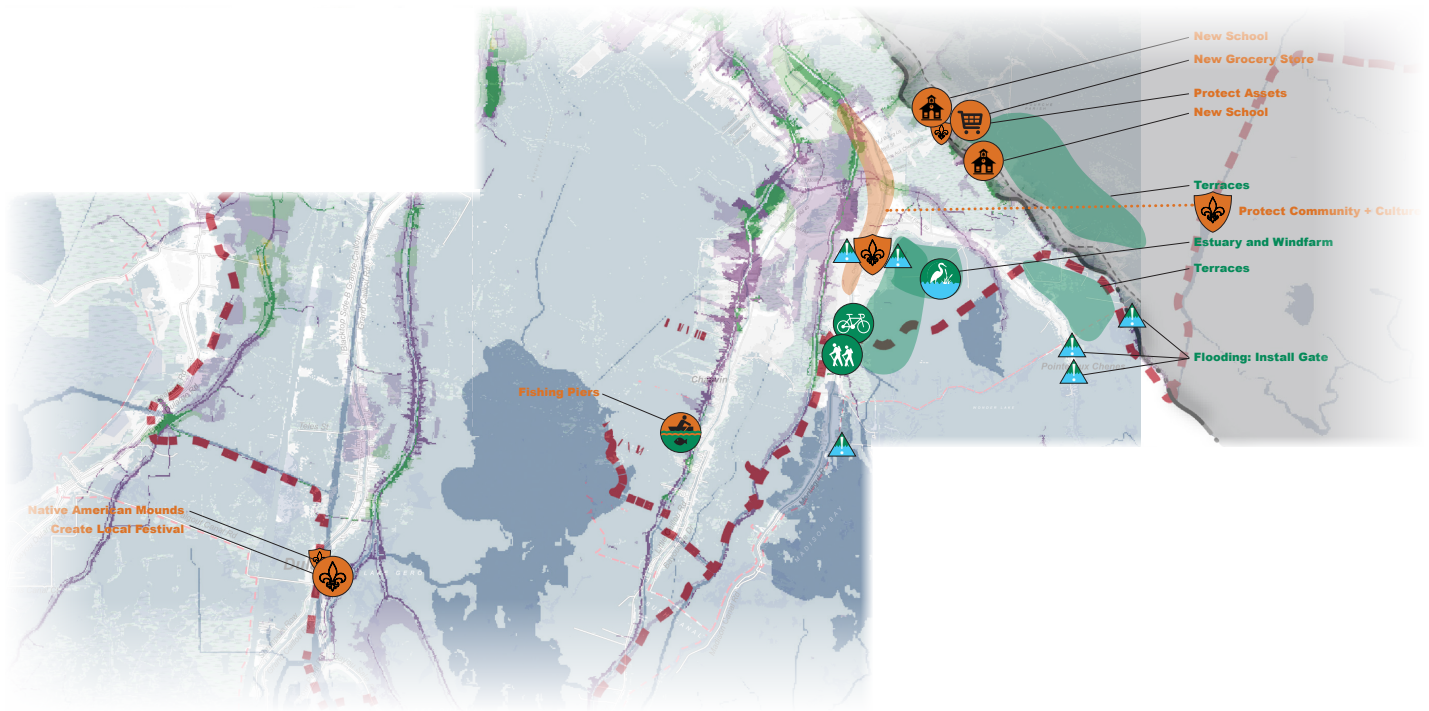 New School
New Grocery Store
Protect Assets
New School
Terraces
Protect Community + Culture
Estuary and Windfarm
Terraces
Flooding: Install Gate
Fishing Piers
Native American Mounds
Create Local Festival